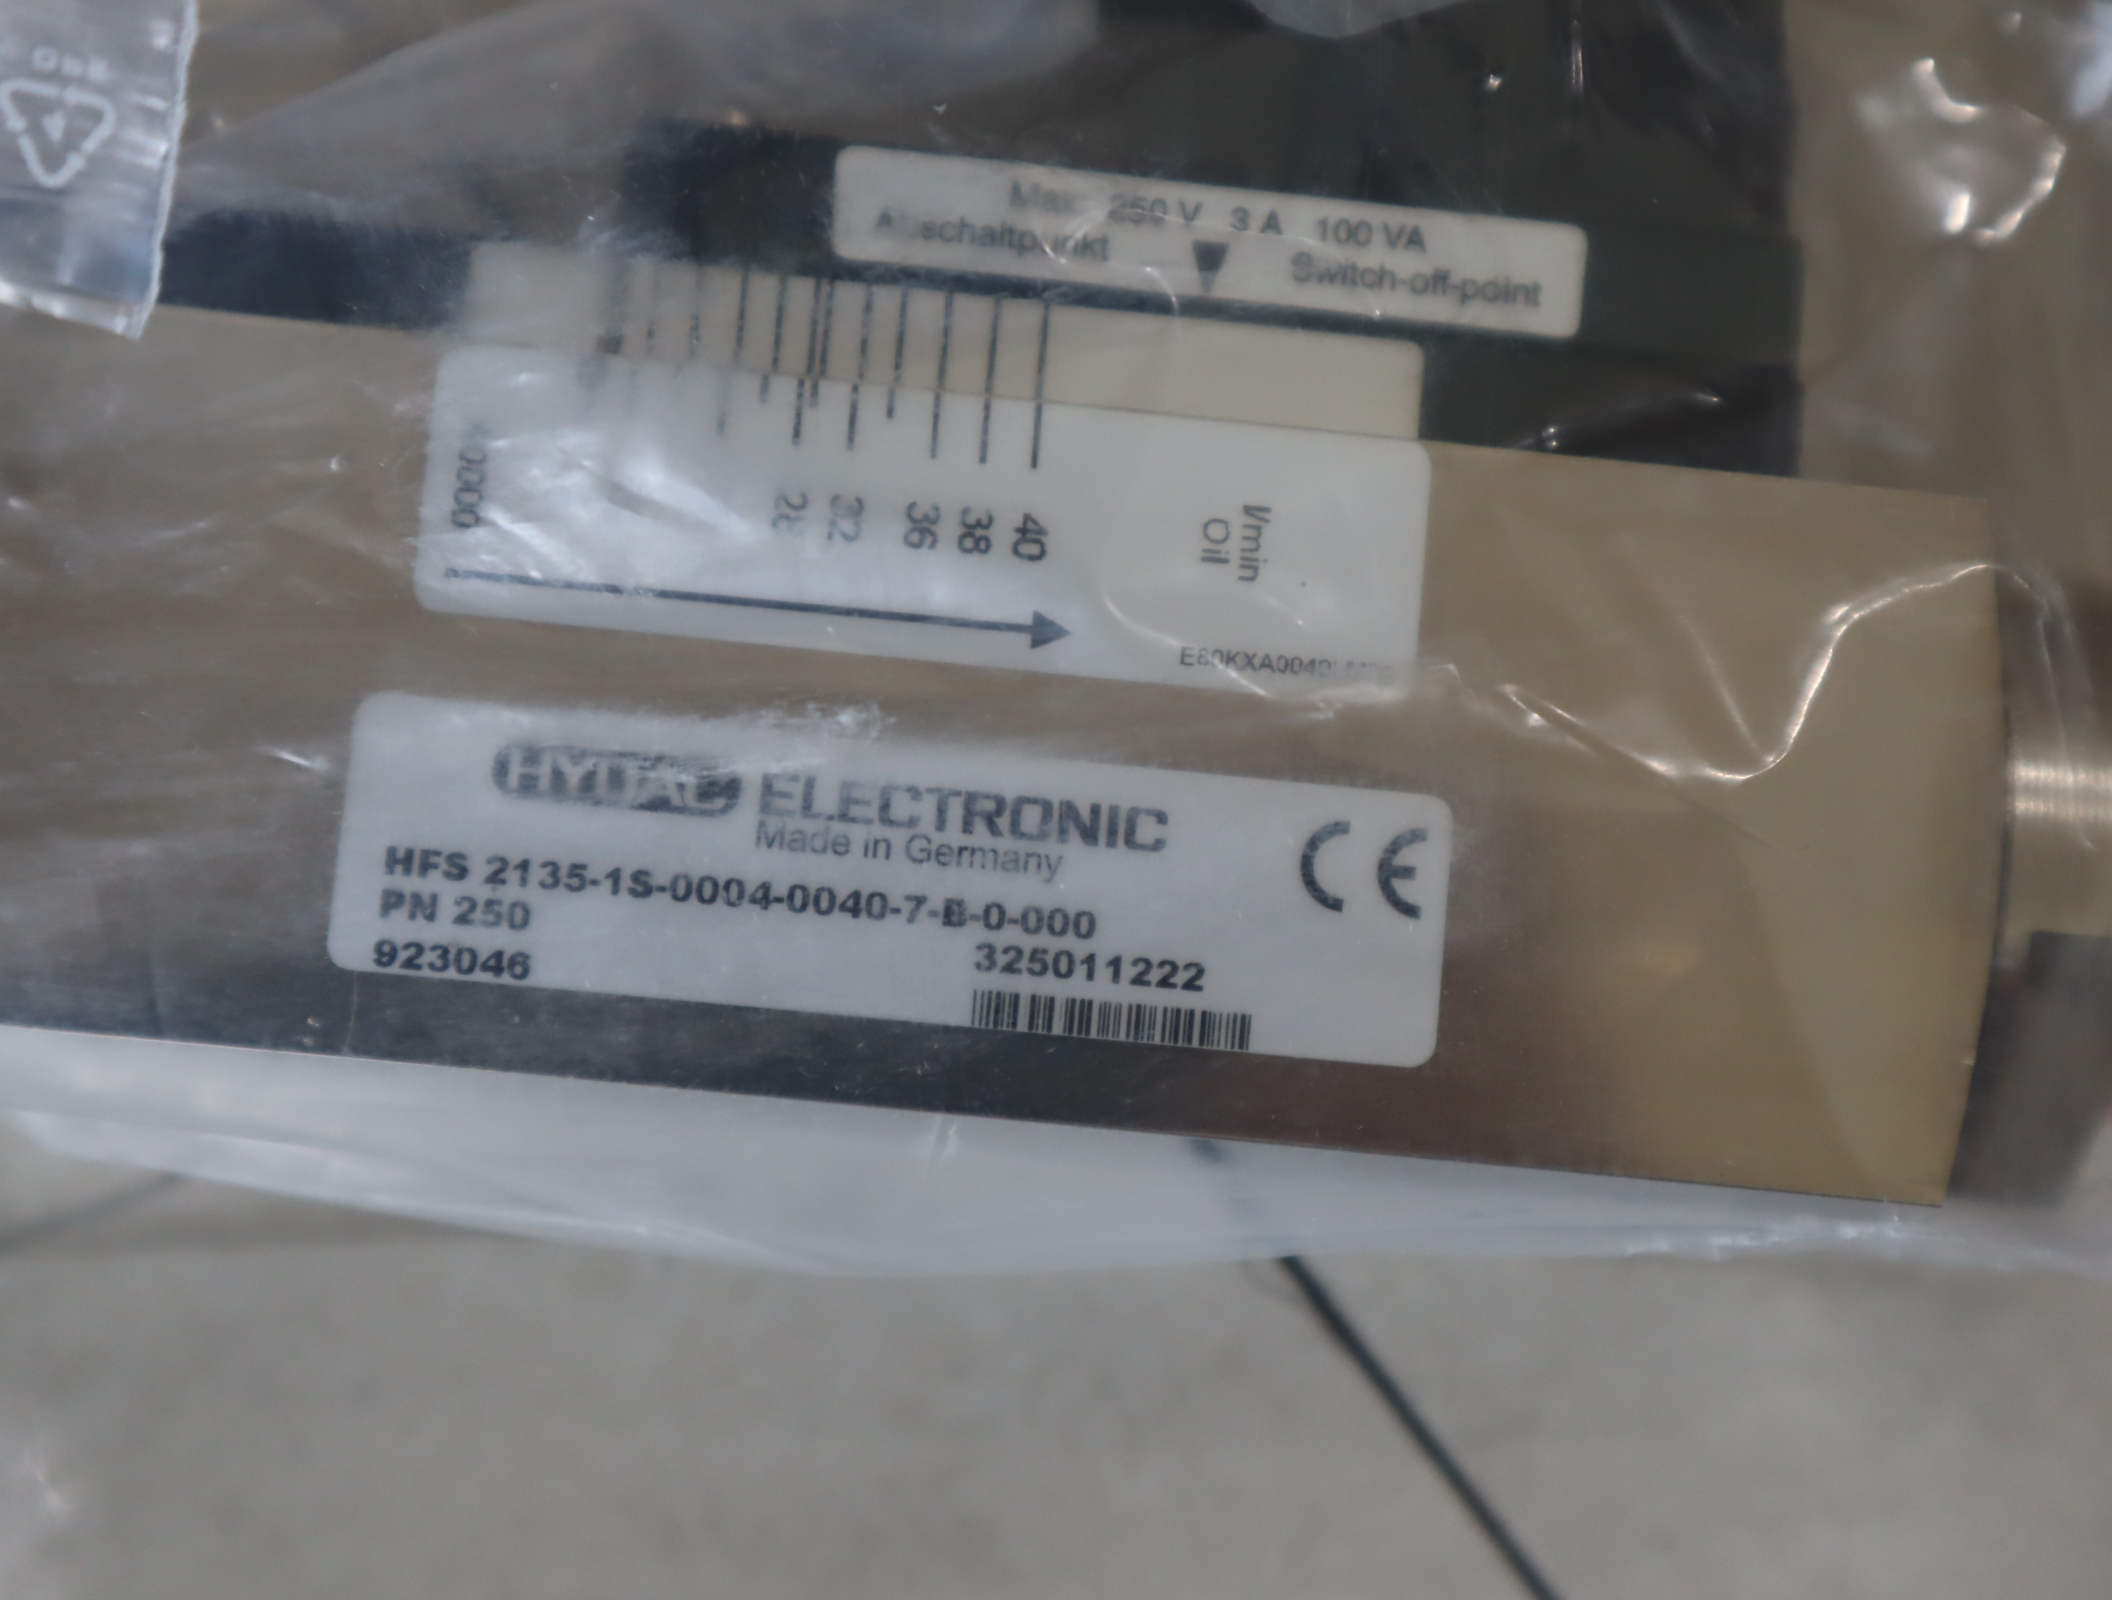 Max. 250 V 3 A 100 VA
Abschaltpunkt Switch-off-point
28
32
36
38
40
l/min
Oil
HYDAC ELECTRONIC
Made in Germany
CE
HFS 2135-1S-0004-0040-7-B-0-000
PN 250
923046
325011222